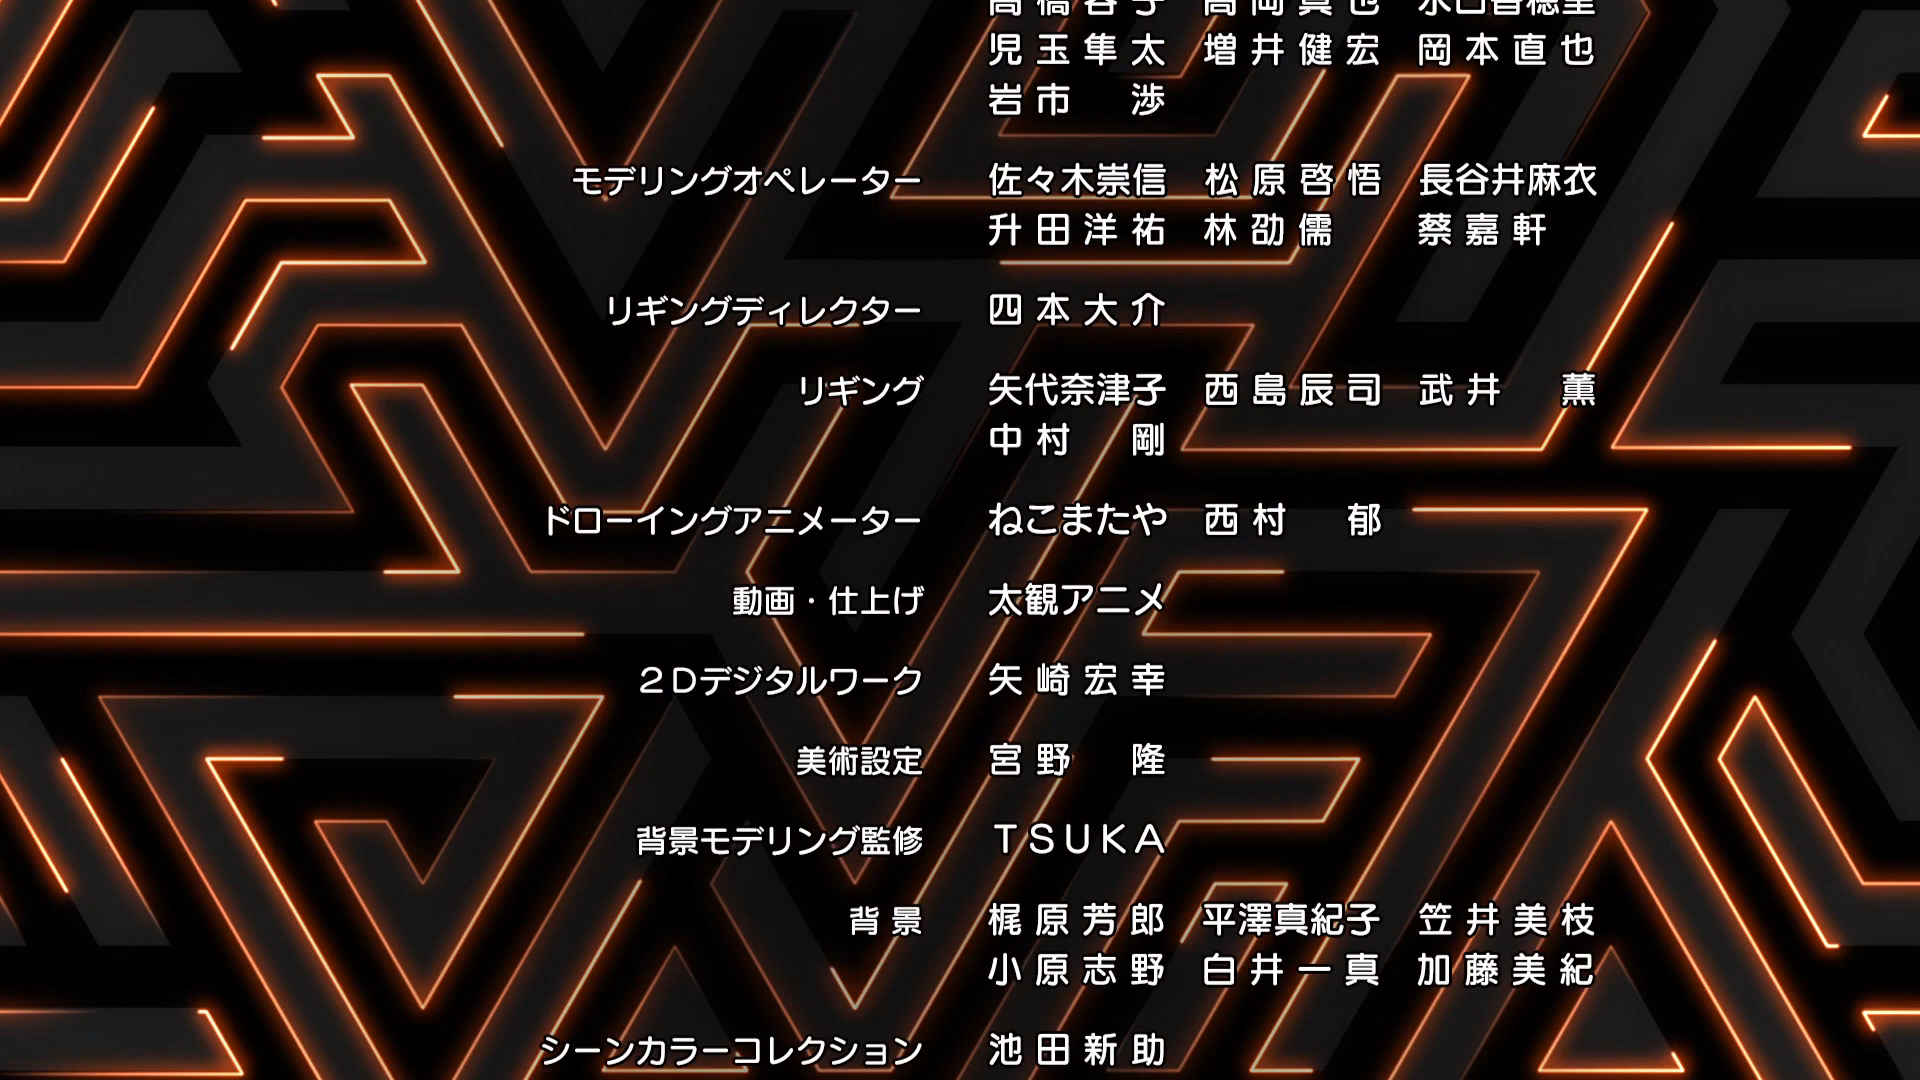 児玉隼太 増井健宏 岡本直也
岩市 渉
モデリングオペレーター 佐々木崇信 松原啓悟 長谷井麻衣
升田洋祐 林劭儒 蔡嘉軒
リギングディレクター 四本大介
リギング 矢代奈津子 西島辰司 武井 薫
中村 剛
ドローイングアニメーター ねこまたや 西村 郁
動画・仕上げ 太観アニメ
2Dデジタルワーク 矢崎宏幸
美術設定 宮野 隆
背景モデリング監修 TSUKA
背景 梶原芳郎 平澤真紀子 笠井美枝
小原志野 白井一真 加藤美紀
シーンカラーコレクション 池田新助